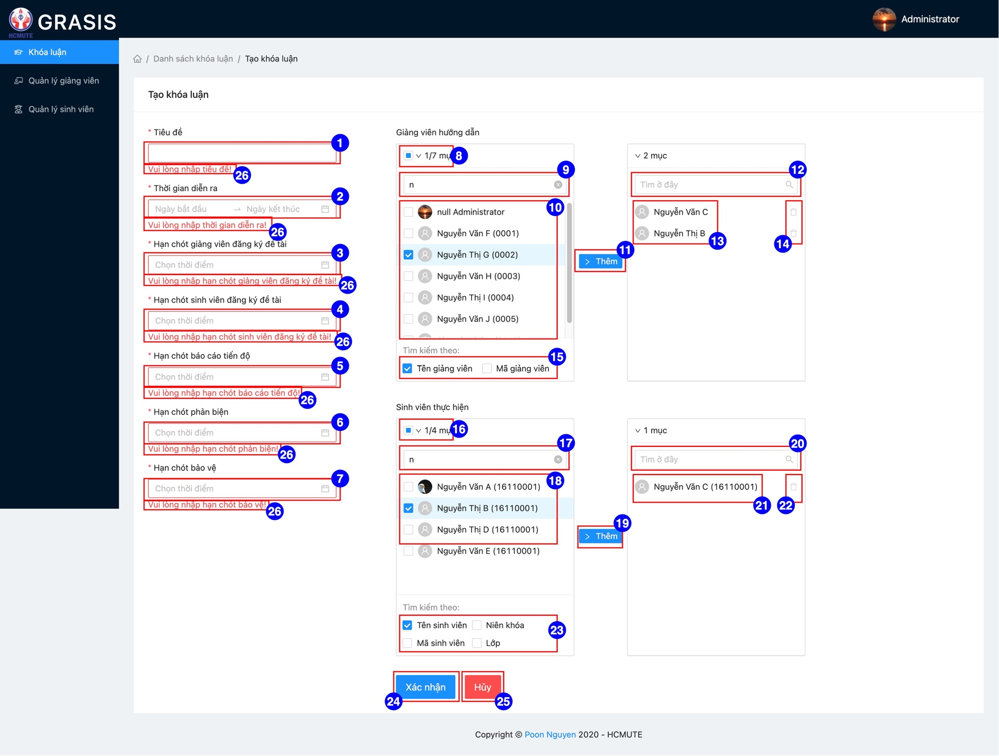 HCMUTE
GRASIS
Administrator
Khóa luận
Quản lý giảng viên
Quản lý sinh viên
/ Danh sách khóa luận / Tạo khóa luận
Tạo khóa luận
* Tiêu đề
1
Vui lòng nhập tiêu đề!
26
* Thời gian diễn ra
2
Ngày bắt đầu → Ngày kết thúc
Vui lòng nhập thời gian diễn ra!
26
* Hạn chót giảng viên đăng ký đề tài
3
Chọn thời điểm
Vui lòng nhập hạn chót giảng viên đăng ký đề tài!
26
* Hạn chót sinh viên đăng ký đề tài
4
Chọn thời điểm
Vui lòng nhập hạn chót sinh viên đăng ký đề tài!
26
* Hạn chót báo cáo tiến độ
5
Chọn thời điểm
Vui lòng nhập hạn chót báo cáo tiến độ!
26
* Hạn chót phản biện
6
Chọn thời điểm
Vui lòng nhập hạn chót phản biện!
26
* Hạn chót bảo vệ
7
Chọn thời điểm
Vui lòng nhập hạn chót bảo vệ!
26
Giảng viên hướng dẫn
1/7 mụ
8
9
n
10
null Administrator
Nguyễn Văn F (0001)
Nguyễn Thị G (0002)
Nguyễn Văn H (0003)
Nguyễn Thị I (0004)
Nguyễn Văn J (0005)
Tìm kiếm theo:
15
Tên giảng viên
Mã giảng viên
11
Thêm
2 mục
12
Tìm ở đây
Nguyễn Văn C
Nguyễn Thị B
13
14
Sinh viên thực hiện
1/4 mụ
16
17
n
18
Nguyễn Văn A (16110001)
Nguyễn Thị B (16110001)
Nguyễn Thị D (16110001)
Nguyễn Văn E (16110001)
Tìm kiếm theo:
Tên sinh viên
Niên khóa
23
Mã sinh viên
Lớp
19
Thêm
1 mục
20
Tìm ở đây
Nguyễn Văn C (16110001)
21
22
Xác nhận
24
Hủy
25
Copyright © Poon Nguyen 2020 - HCMUTE